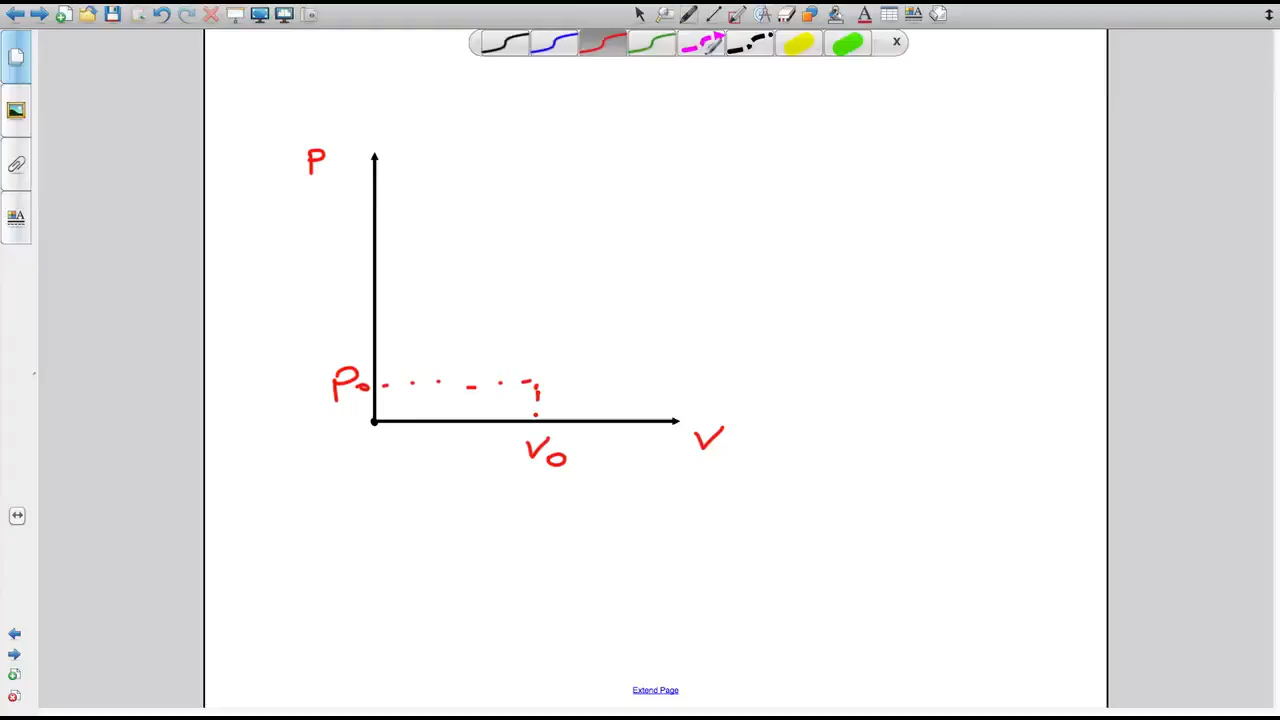 x
P
P₀
V
V₀
Extend Page